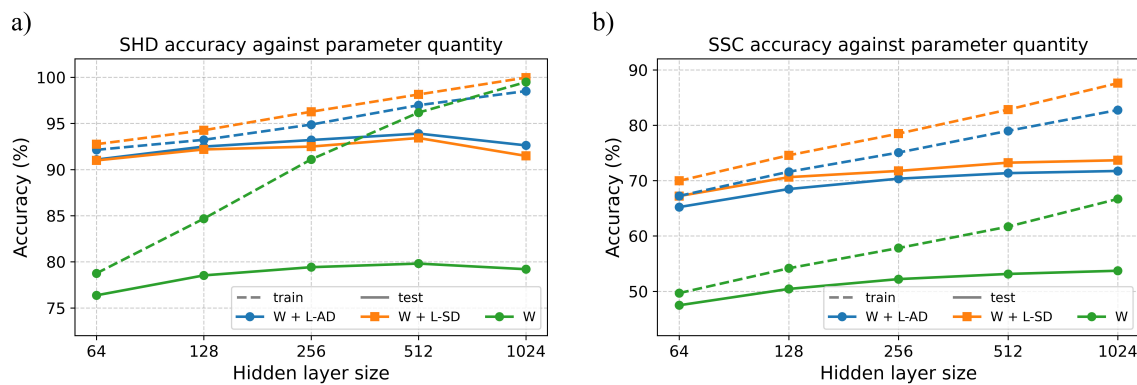 a)
SHD accuracy against parameter quantity
Accuracy (%)
100
95
90
85
80
75
train
test
W + L-AD
W + L-SD
W
64
128
256
512
1024
Hidden layer size
b)
SSC accuracy against parameter quantity
Accuracy (%)
90
80
70
60
50
train
test
W + L-AD
W + L-SD
W
64
128
256
512
1024
Hidden layer size